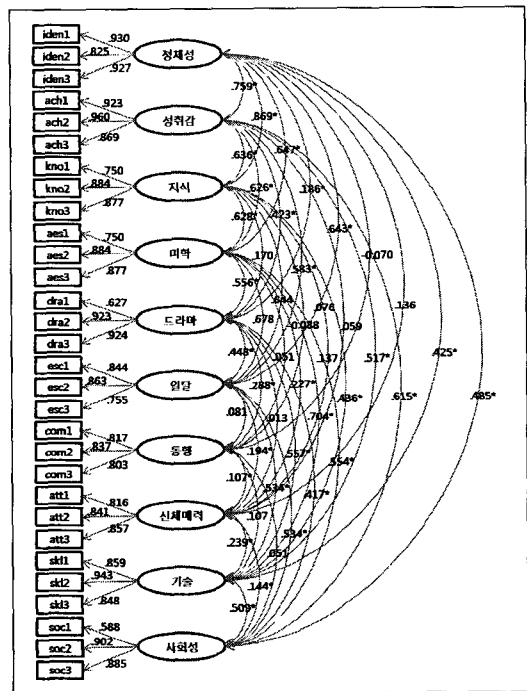 iden1
.930
iden2
.825
정체성
iden3
.927
ach1
.923
.759*
ach2
.960
성취감
.869*
ach3
.869
.647*
.636*
kno1
.750
.186*
kno2
.884
지식
.626*
kno3
.877
.628*
.423*
.643*
aes1
.750
-0.070
aes2
.884
미학
.170
.583*
aes3
.877
.556*
dra1
.627
.644
.076
.136
dra2
.923
드라마
.678
.059
dra3
.924
-0.088
esc1
.844
.448*
.051
.137
.517*
.425*
esc2
.863
일탈
.288*
.227*
.436*
.615*
.485*
esc3
.755
.081
.013
.704*
com1
.817
com2
.837
동행
.194*
.557*
.554*
com3
.803
.107*
.534*
.417*
att1
.816
att2
.841
신체매력
.107
.534*
att3
.857
.239*
.051
skl1
.859
skl2
.943
기술
.144*
skl3
.848
.509*
soc1
.588
soc2
.902
사회성
soc3
.885